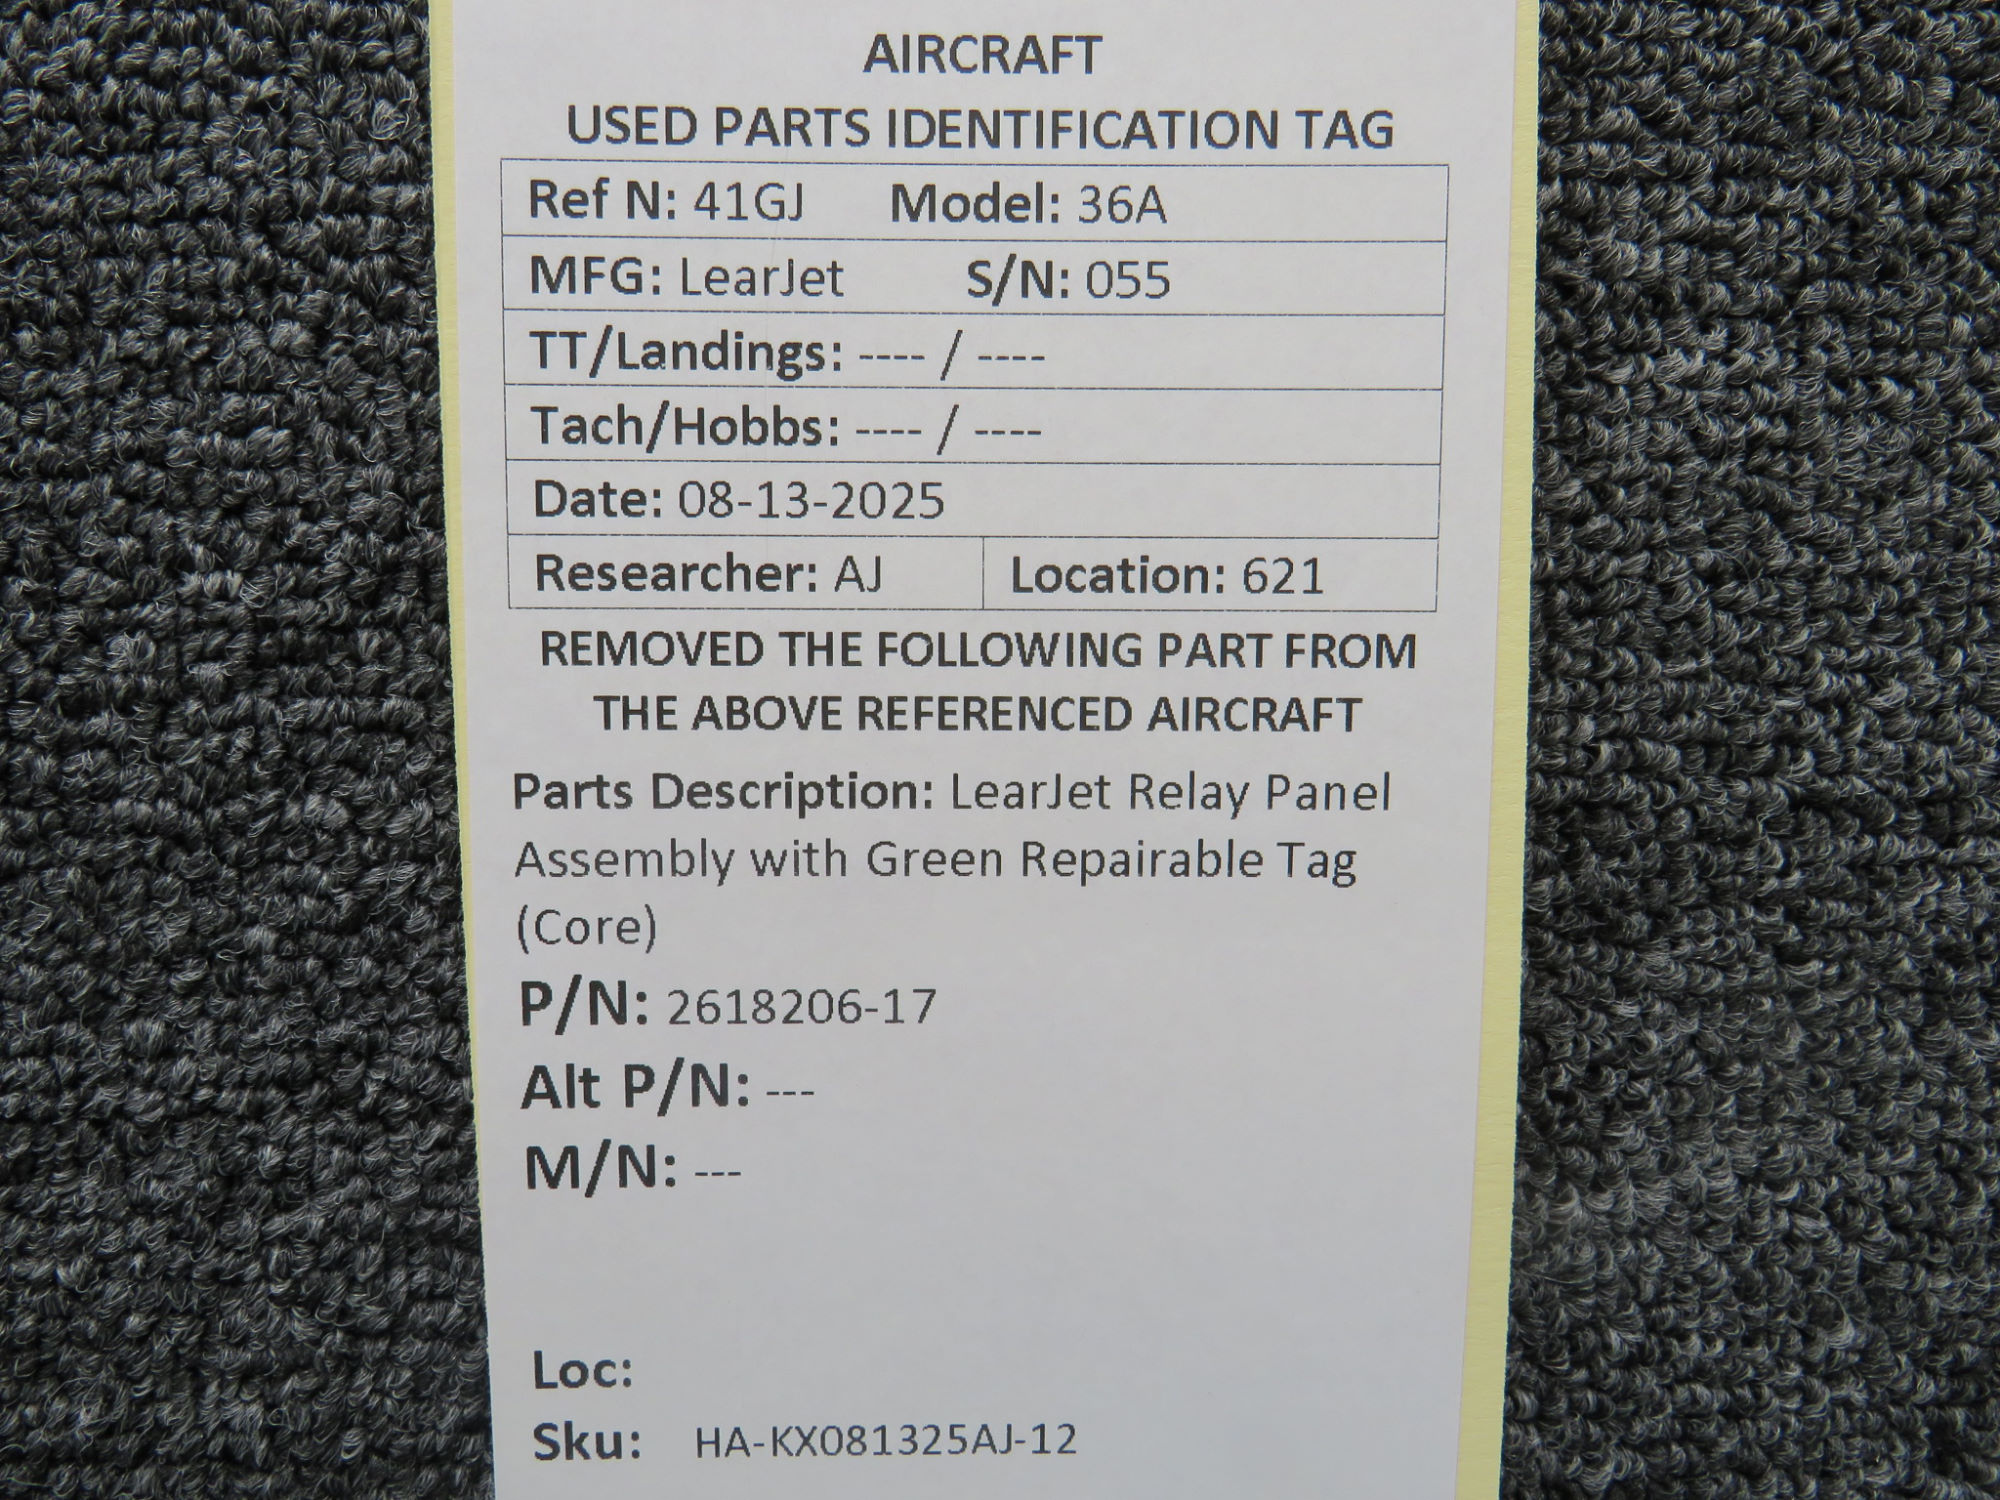 AIRCRAFT
USED PARTS IDENTIFICATION TAG
Ref N: 41GJ Model: 36A
MFG: LearJet S/N: 055
TT/Landings: ---- / ----
Tach/Hobbs: ---- / ----
Date: 08-13-2025
Researcher: AJ Location: 621
REMOVED THE FOLLOWING PART FROM
THE ABOVE REFERENCED AIRCRAFT
Parts Description: LearJet Relay Panel
Assembly with Green Repairable Tag
(Core)
P/N: 2618206-17
Alt P/N: ---
M/N: ---
Loc:
Sku: HA-KX081325AJ-12